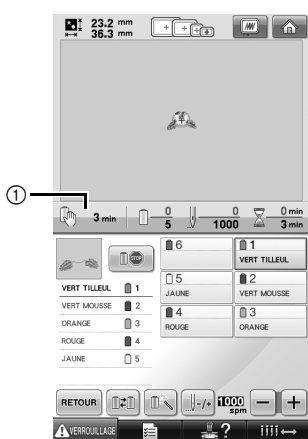 23.2 mm
36.3 mm
1
3 min
0
5
0
1000
0 min
3 min
6
1
VERT TILLEUL
5
JAUNE
2
VERT MOUSSE
4
ROUGE
3
ORANGE
VERT TILLEUL 1
VERT MOUSSE 2
ORANGE 3
ROUGE 4
JAUNE 5
RETOUR
-/+
1000
spm
−
+
VERROUILLAGE
?